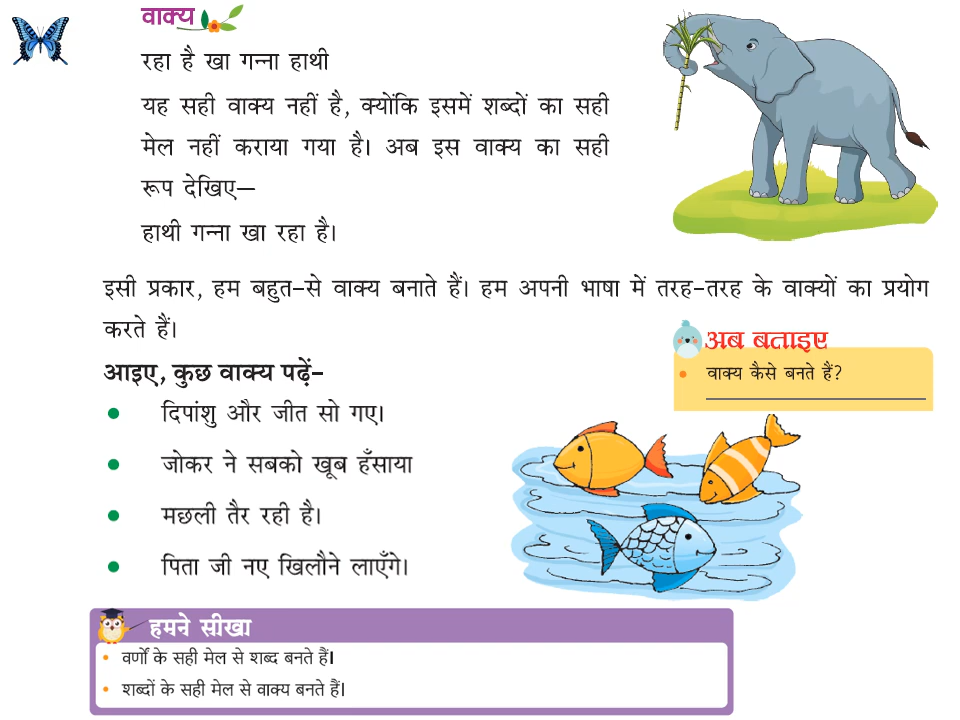 वाक्य
रहा है खा गन्ना हाथी
यह सही वाक्य नहीं है, क्योंकि इसमें शब्दों का सही
मेल नहीं कराया गया है। अब इस वाक्य का सही
रूप देखिए—
हाथी गन्ना खा रहा है।
इसी प्रकार, हम बहुत-से वाक्य बनाते हैं। हम अपनी भाषा में तरह-तरह के वाक्यों का प्रयोग
करते हैं।
अब बताइए
• वाक्य कैसे बनते हैं?
आइए, कुछ वाक्य पढ़ें-
• दिपांशु और जीत सो गए।
• जोकर ने सबको खूब हँसाया
• मछली तैर रही है।
• पिता जी नए खिलौने लाएँगे।
हमने सीखा
• वर्णों के सही मेल से शब्द बनते हैं।
• शब्दों के सही मेल से वाक्य बनते हैं।